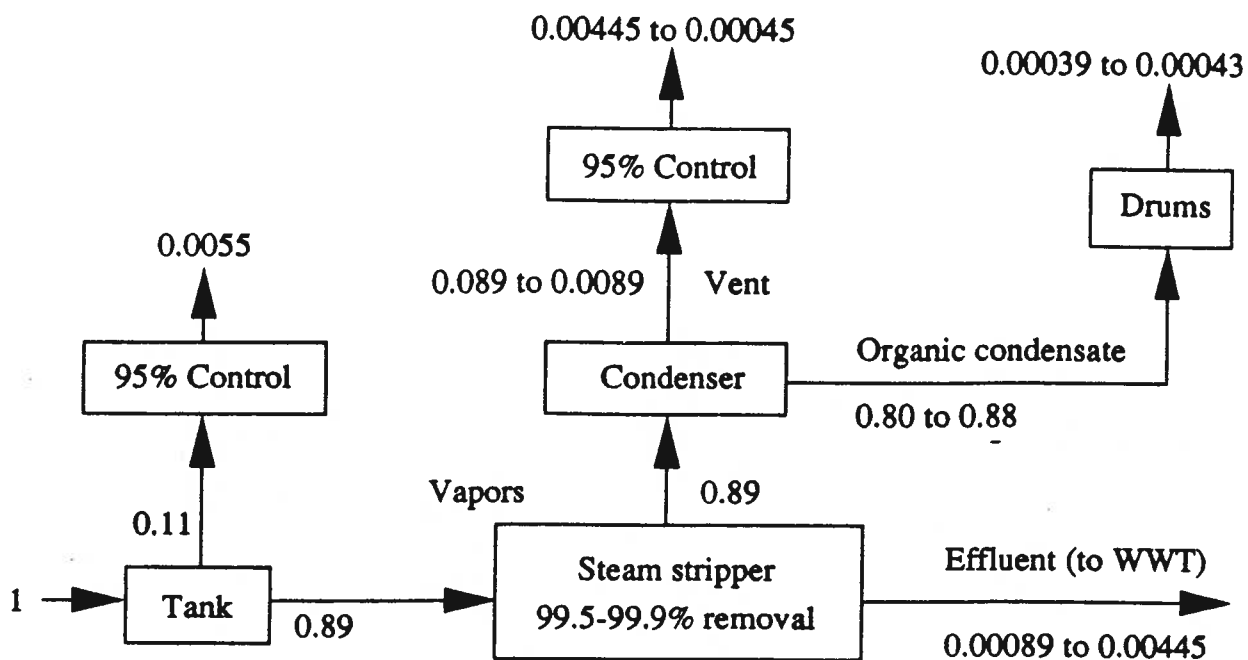 0.00445 to 0.00045
0.00039 to 0.00043
95% Control
Drums
0.0055
0.089 to 0.0089
Vent
Organic condensate
95% Control
Condenser
0.80 to 0.88
Vapors
0.89
0.11
Steam stripper
99.5-99.9% removal
Effluent (to WWT)
1
Tank
0.89
0.00089 to 0.00445